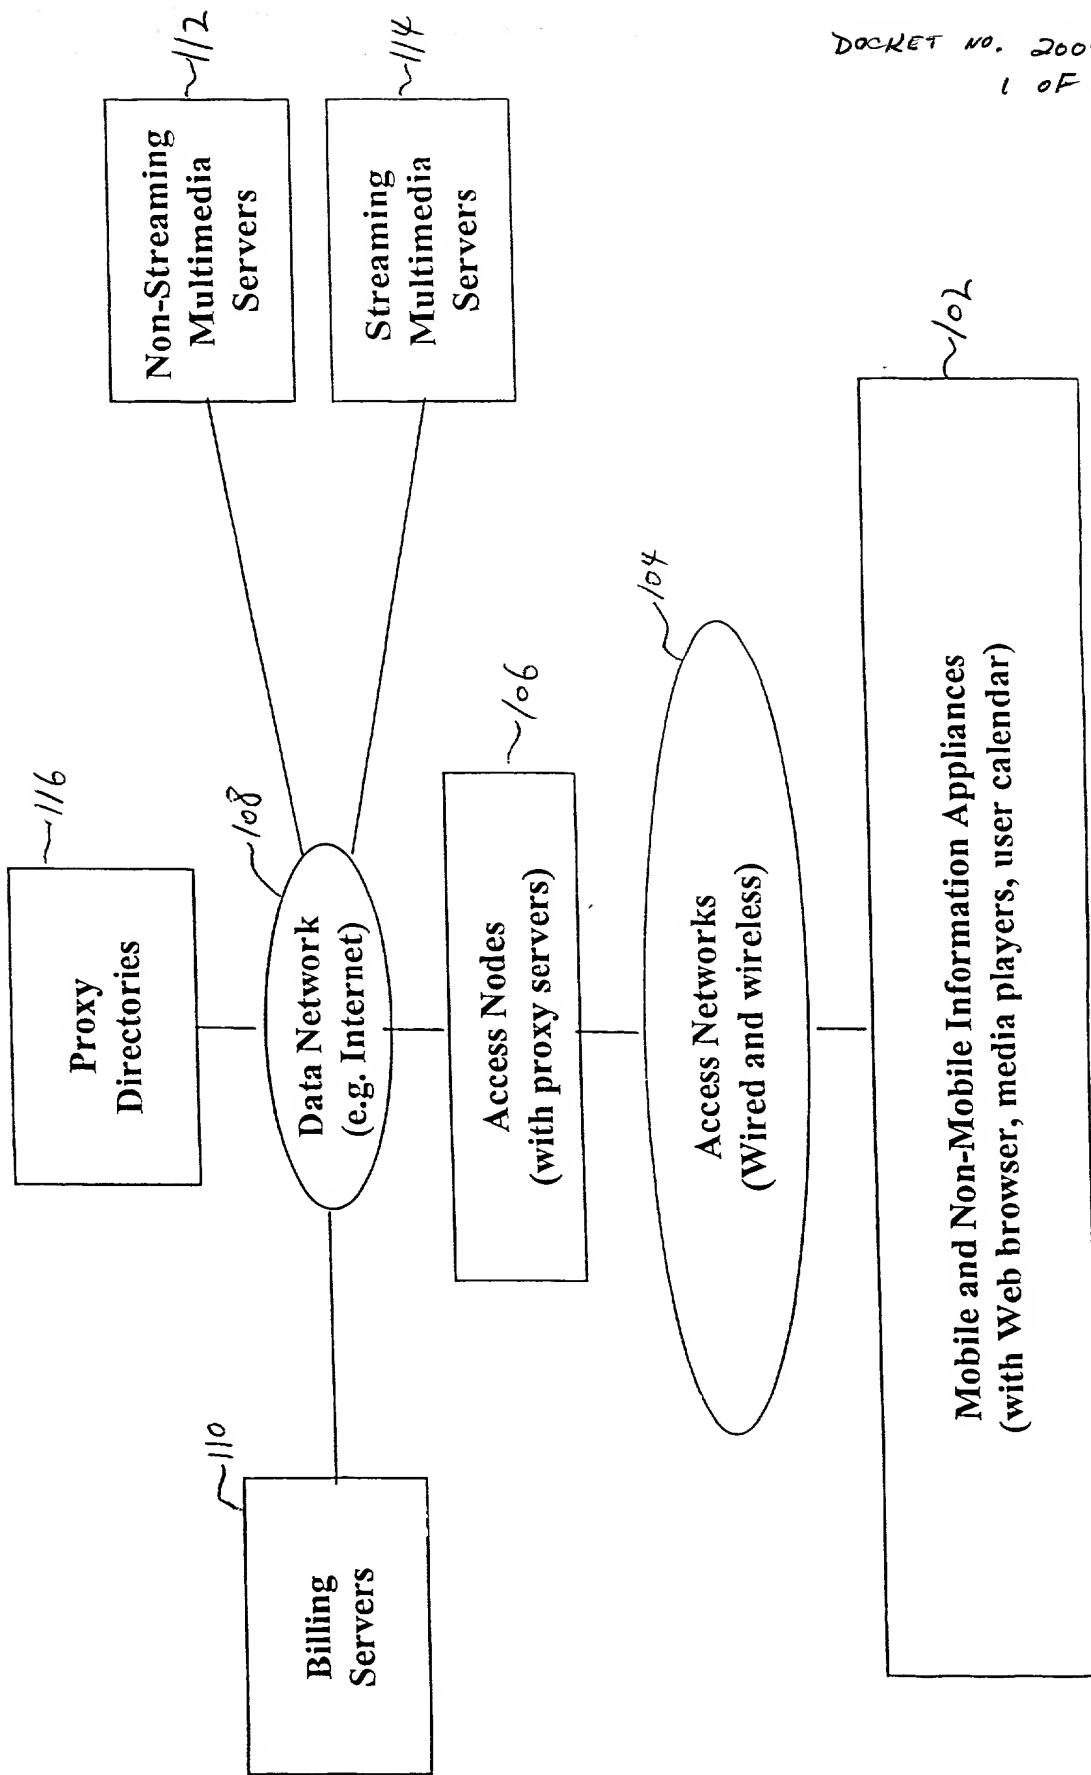 DOCKET NO. 200
1 OF
116
Proxy
Directories
112
Non-Streaming
Multimedia
Servers
114
Streaming
Multimedia
Servers
108
Data Network
(e.g. Internet)
110
Billing
Servers
106
Access Nodes
(with proxy servers)
104
Access Networks
(Wired and wireless)
102
Mobile and Non-Mobile Information Appliances
(with Web browser, media players, user calendar)